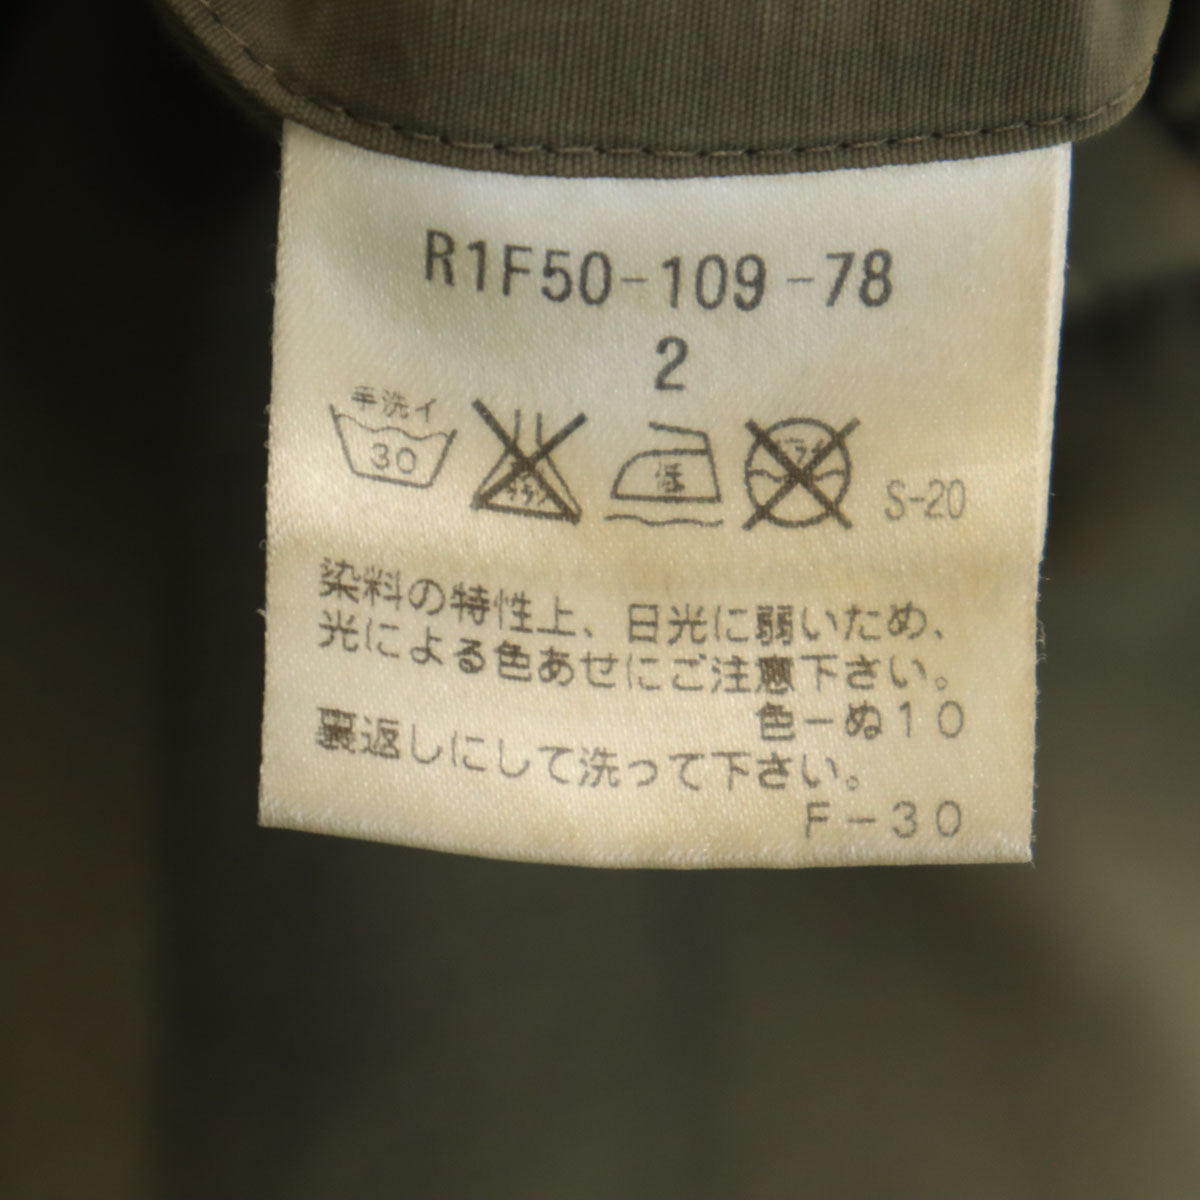 R1F50-109-78
2
手洗イ
30
ほ
S-20
染料の特性上、日光に弱いため、
光による色あせにご注意下さい。
色ーぬ10
裏返しにして洗って下さい。
F-30